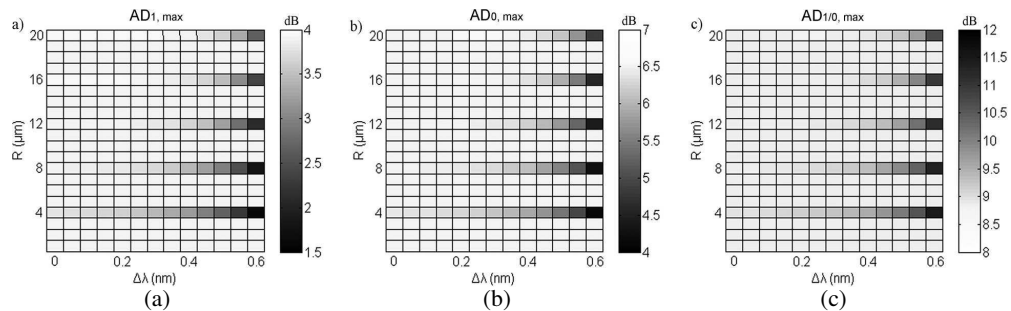 a)
AD1, max
dB
20
16
12
8
4
R (μm)
0
0.2
0.4
0.6
Δλ (nm)
4
3.5
3
2.5
2
1.5
(a)
b)
AD0, max
dB
20
16
12
8
4
R (μm)
0
0.2
0.4
0.6
Δλ (nm)
7
6.5
6
5.5
5
4.5
4
(b)
c)
AD1/0, max
dB
20
16
12
8
4
R (μm)
0
0.2
0.4
0.6
Δλ (nm)
12
11.5
11
10.5
10
9.5
9
8.5
8
(c)